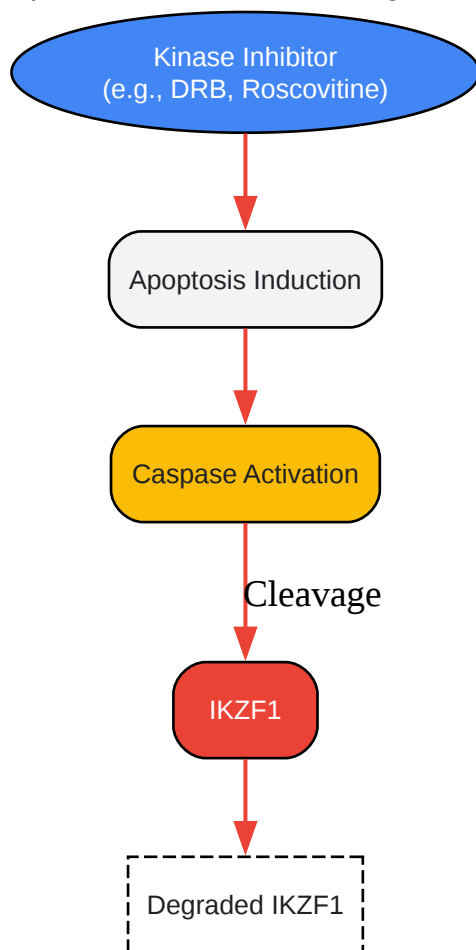 Kinase Inhibitor
(e.g., DRB, Roscovitine)
Apoptosis Induction
Caspase Activation
Cleavage
IKZF1
Degraded IKZF1